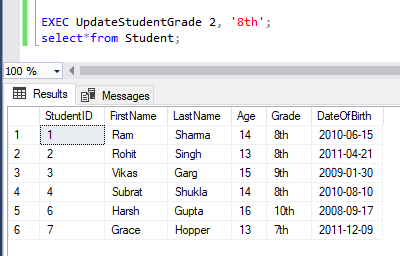 EXEC UpdateStudentGrade 2, '8th';
select*from Student;
100 %
Results Messages
StudentID FirstName LastName Age Grade DateOfBirth
1 1 Ram Sharma 14 8th 2010-06-15
2 2 Rohit Singh 13 8th 2011-04-21
3 3 Vikas Garg 15 9th 2009-01-30
4 4 Subrat Shukla 14 8th 2010-08-10
5 6 Harsh Gupta 16 10th 2008-09-17
6 7 Grace Hopper 13 7th 2011-12-09